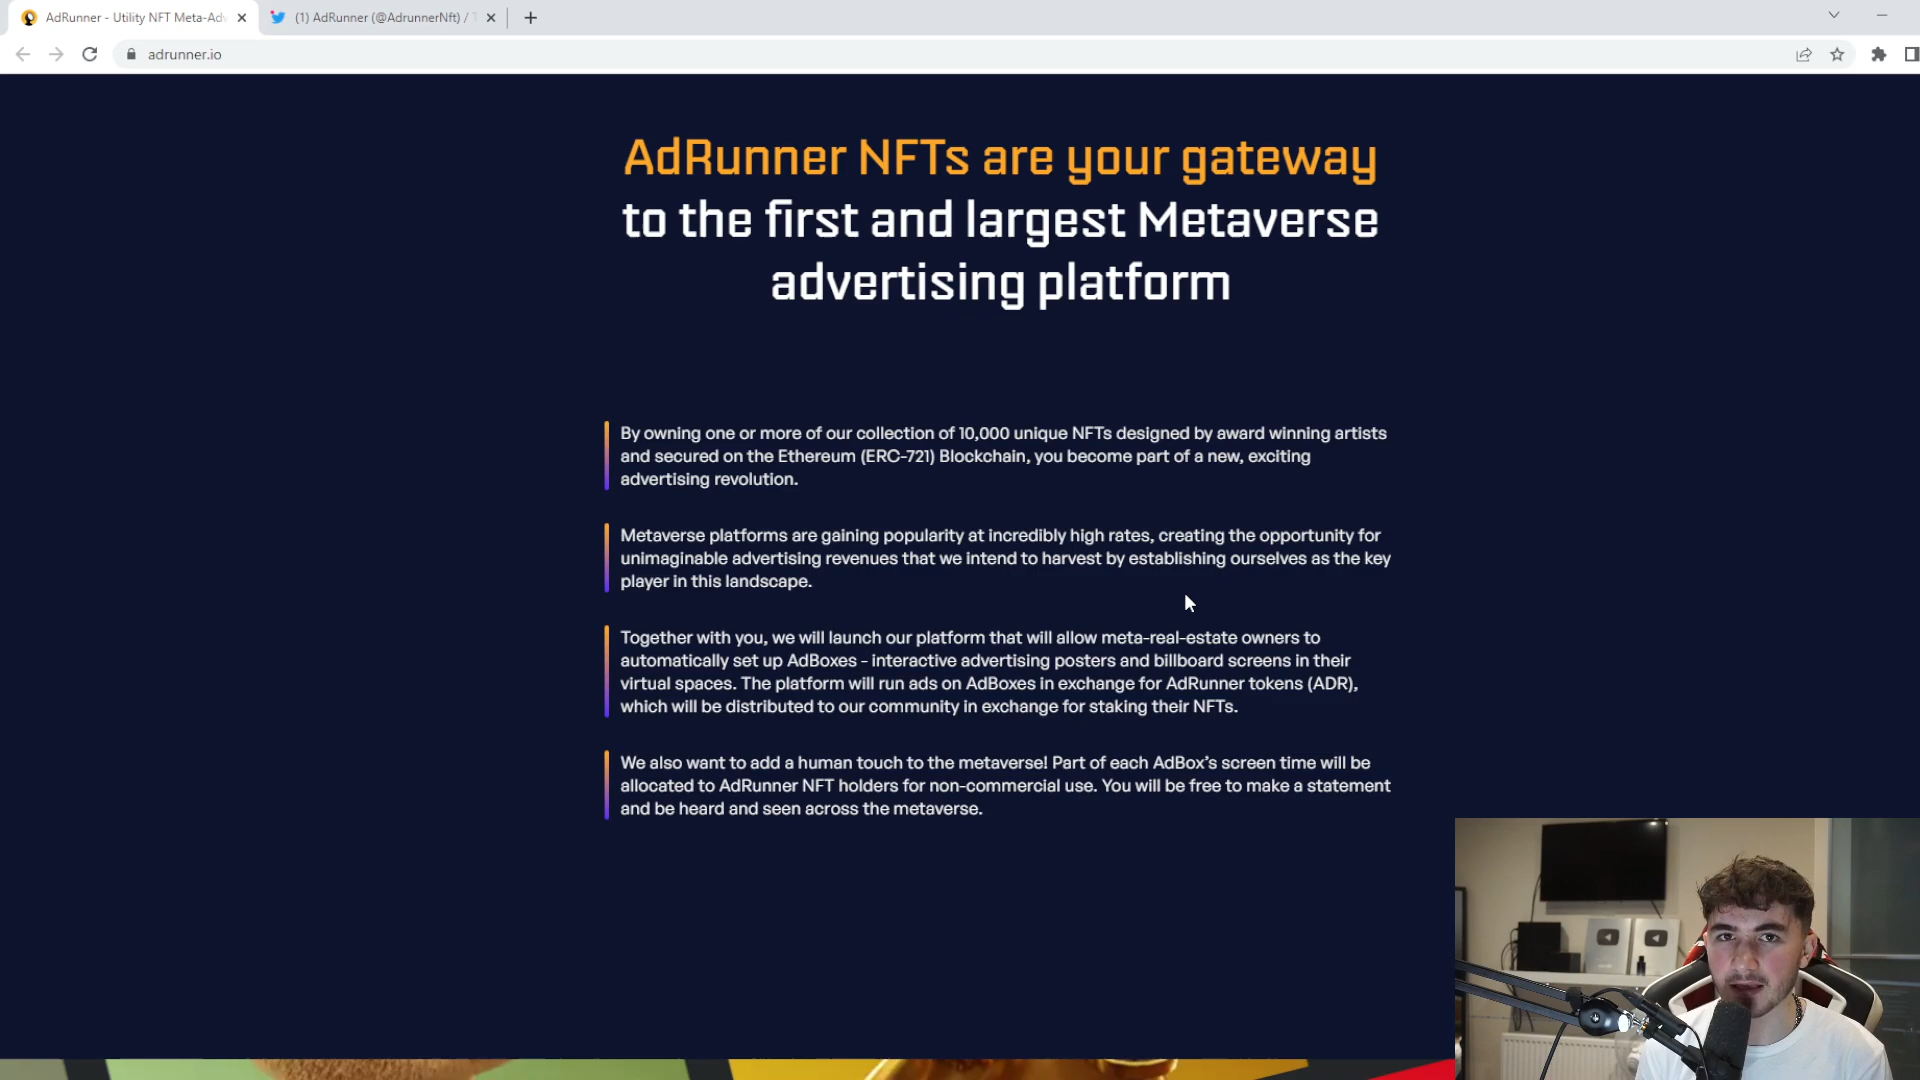 AdRunner - Utility NFT Meta-Adv
(1) AdRunner (@AdrunnerNft) / T
adrunner.io
AdRunner NFTs are your gateway
to the first and largest Metaverse
advertising platform
By owning one or more of our collection of 10,000 unique NFTs designed by award winning artists
and secured on the Ethereum (ERC-721) Blockchain, you become part of a new, exciting
advertising revolution.
Metaverse platforms are gaining popularity at incredibly high rates, creating the opportunity for
unimaginable advertising revenues that we intend to harvest by establishing ourselves as the key
player in this landscape.
Together with you, we will launch our platform that will allow meta-real-estate owners to
automatically set up AdBoxes - interactive advertising posters and billboard screens in their
virtual spaces. The platform will run ads on AdBoxes in exchange for AdRunner tokens (ADR),
which will be distributed to our community in exchange for staking their NFTs.
We also want to add a human touch to the metaverse! Part of each AdBox's screen time will be
allocated to AdRunner NFT holders for non-commercial use. You will be free to make a statement
and be heard and seen across the metaverse.